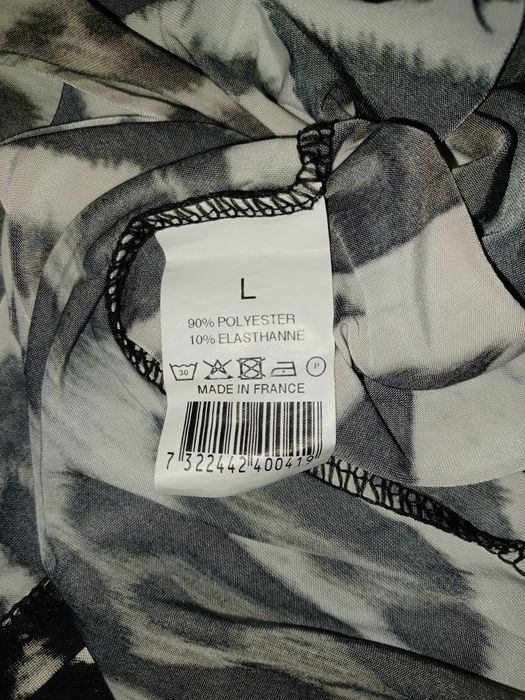 L
90% POLYESTER
10% ELASTHANNE
30 P
MADE IN FRANCE
7 322442 400419